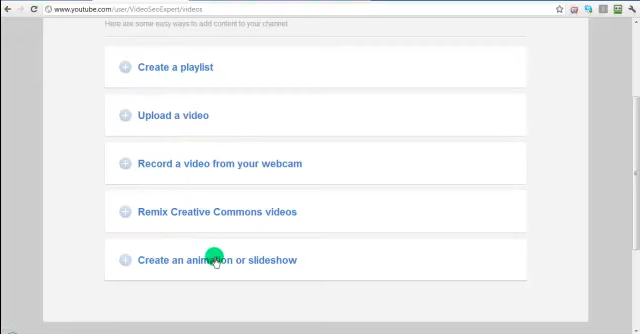 www.youtube.com/user/VideoSeoExpert/videos
Here are some easy ways to add content to your channel
Create a playlist
Upload a video
Record a video from your webcam
Remix Creative Commons videos
Create an animation or slideshow